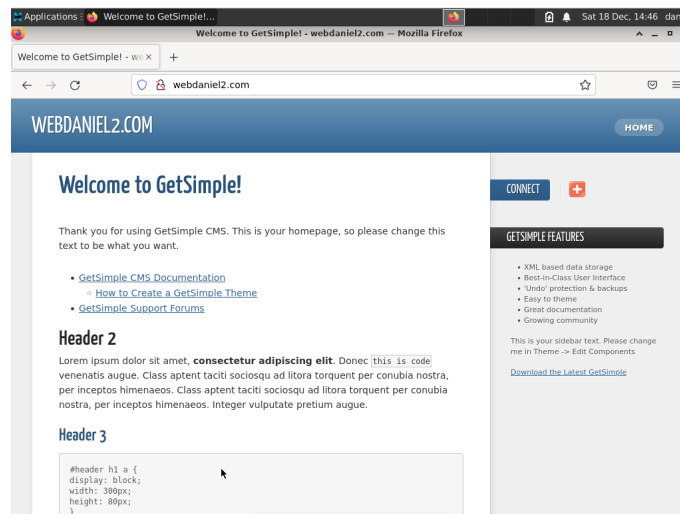 Applications
Welcome to GetSimple!...
Sat 18 Dec, 14:46 dan
Welcome to GetSimple! - webdaniel2.com — Mozilla Firefox
Welcome to GetSimple! - we
webdaniel2.com
WEBDANIEL2.COM
HOME
Welcome to GetSimple!
Thank you for using GetSimple CMS. This is your homepage, so please change this
text to be what you want.
• GetSimple CMS Documentation
◦ How to Create a GetSimple Theme
• GetSimple Support Forums
Header 2
Lorem ipsum dolor sit amet, consectetur adipiscing elit. Donec this is code
venenatis augue. Class aptent taciti sociosqu ad litora torquent per conubia nostra,
per inceptos himenaeos. Class aptent taciti sociosqu ad litora torquent per conubia
nostra, per inceptos himenaeos. Integer vulputate pretium augue.
Header 3
#header h1 a {
display: block;
width: 300px;
height: 80px;
}
CONNECT
GETSIMPLE FEATURES
• XML based data storage
• Best-in-Class User Interface
• 'Undo' protection & backups
• Easy to theme
• Great documentation
• Growing community
This is your sidebar text. Please change
me in Theme -> Edit Components
Download the Latest GetSimple